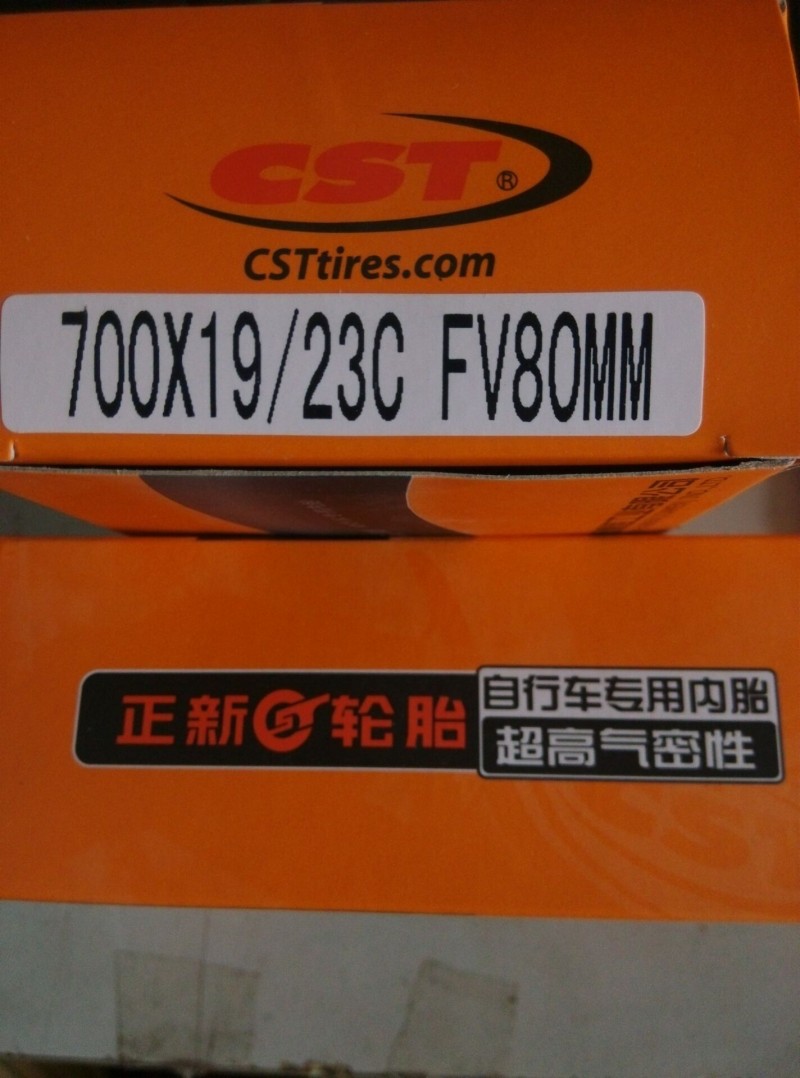 CST®
CSTtires.com
700X19/23C FV80MM
正新轮胎
自行车专用内胎
超高气密性